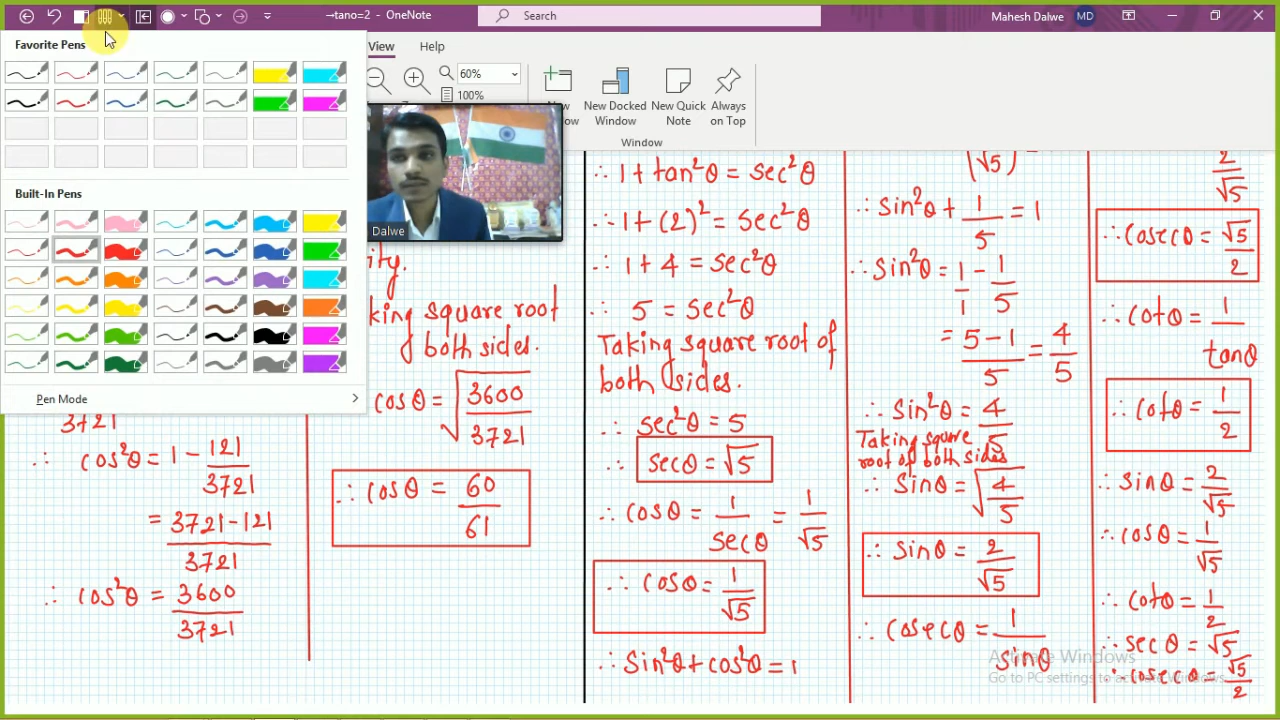 →tanθ=2 - OneNote
Search
Mahesh Dalwe
MD
Favorite Pens
View
Help
60%
100%
New Docked
Window
New Quick
Note
Always
on Top
Window
Built-In Pens
Pen Mode
Dalwe
3721
∴ cos²θ = 1 - 121/3721
= 3721-121/3721
∴ cos²θ = 3600/3721
ity.
king square root
of both sides.
cosθ = √3600/3721
∴ cosθ = 60/61
∴ 1+tan²θ = sec²θ
∴ 1+(2)² = sec²θ
∴ 1+4 = sec²θ
∴ 5 = sec²θ
Taking square root of
both sides.
∴ sec²θ = 5
∴ secθ = √5
∴ cosθ = 1/secθ = 1/√5
∴ cosθ = 1/√5
∴ sin²θ + cos²θ = 1
(√5)
∴ sin²θ + 1/5 = 1
∴ sin²θ = 1/1 - 1/5
= 5-1/5 = 4/5
∴ sin²θ = 4/5
Taking square
root of both sides
∴ sinθ = √4/5
∴ sinθ = 2/√5
∴ cosecθ = 1/sinθ
2/√5
∴ cosecθ = √5/2
∴ cotθ = 1/tanθ
∴ cotθ = 1/2
∴ sinθ = 2/√5
∴ cosθ = 1/√5
∴ cotθ = 1/2
∴ secθ = √5
∴ cosecθ = √5/2
Activate Windows
Go to PC settings to activate Windows.